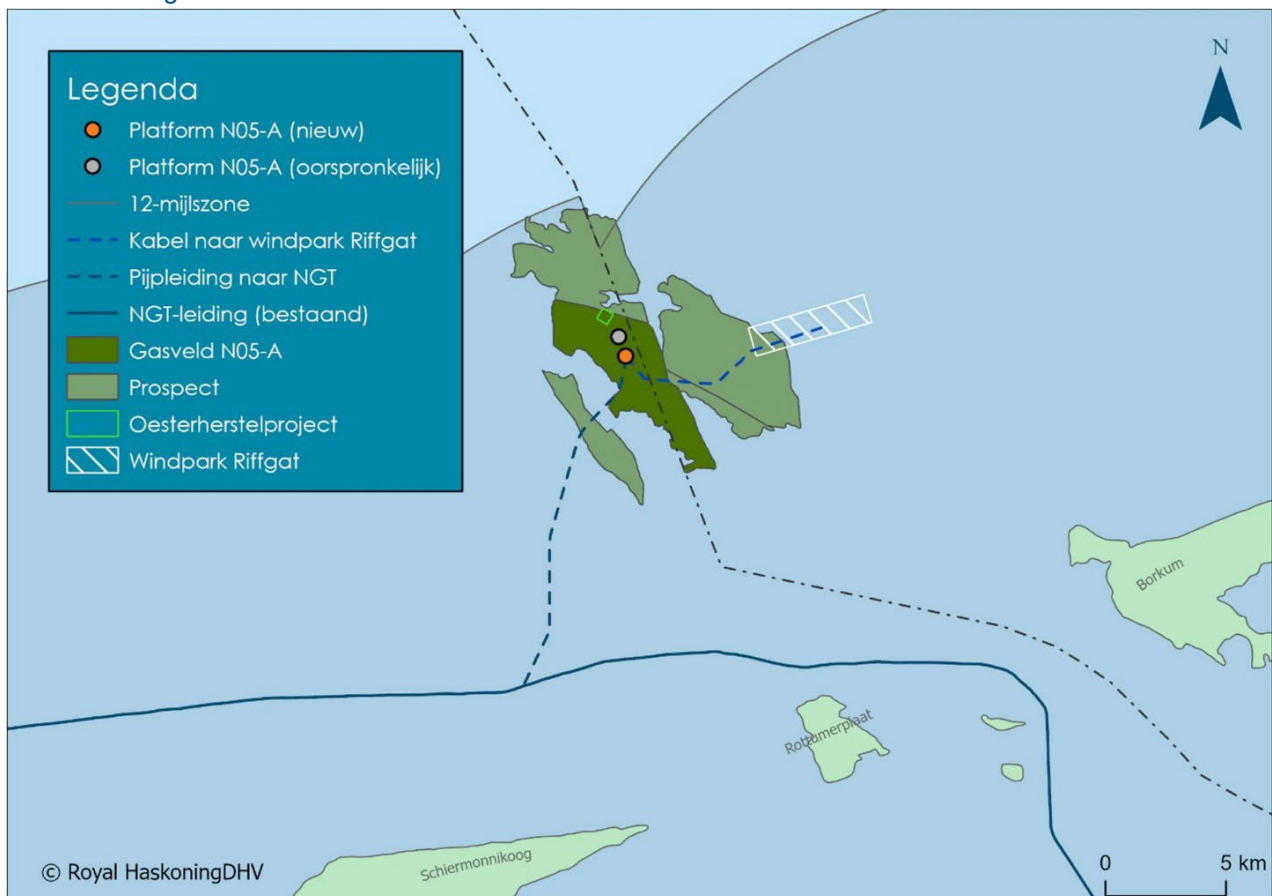 Legenda
Platform N05-A (nieuw)
Platform N05-A (oorspronkelijk)
12-mijlszone
Kabel naar windpark Riffgat
Pijpleiding naar NGT
NGT-leiding (bestaand)
Gasveld N05-A
Prospect
Oesterherstelproject
Windpark Riffgat
N
Borkum
Rottumerplaat
Schiermonnikoog
© Royal HaskoningDHV
0 5 km